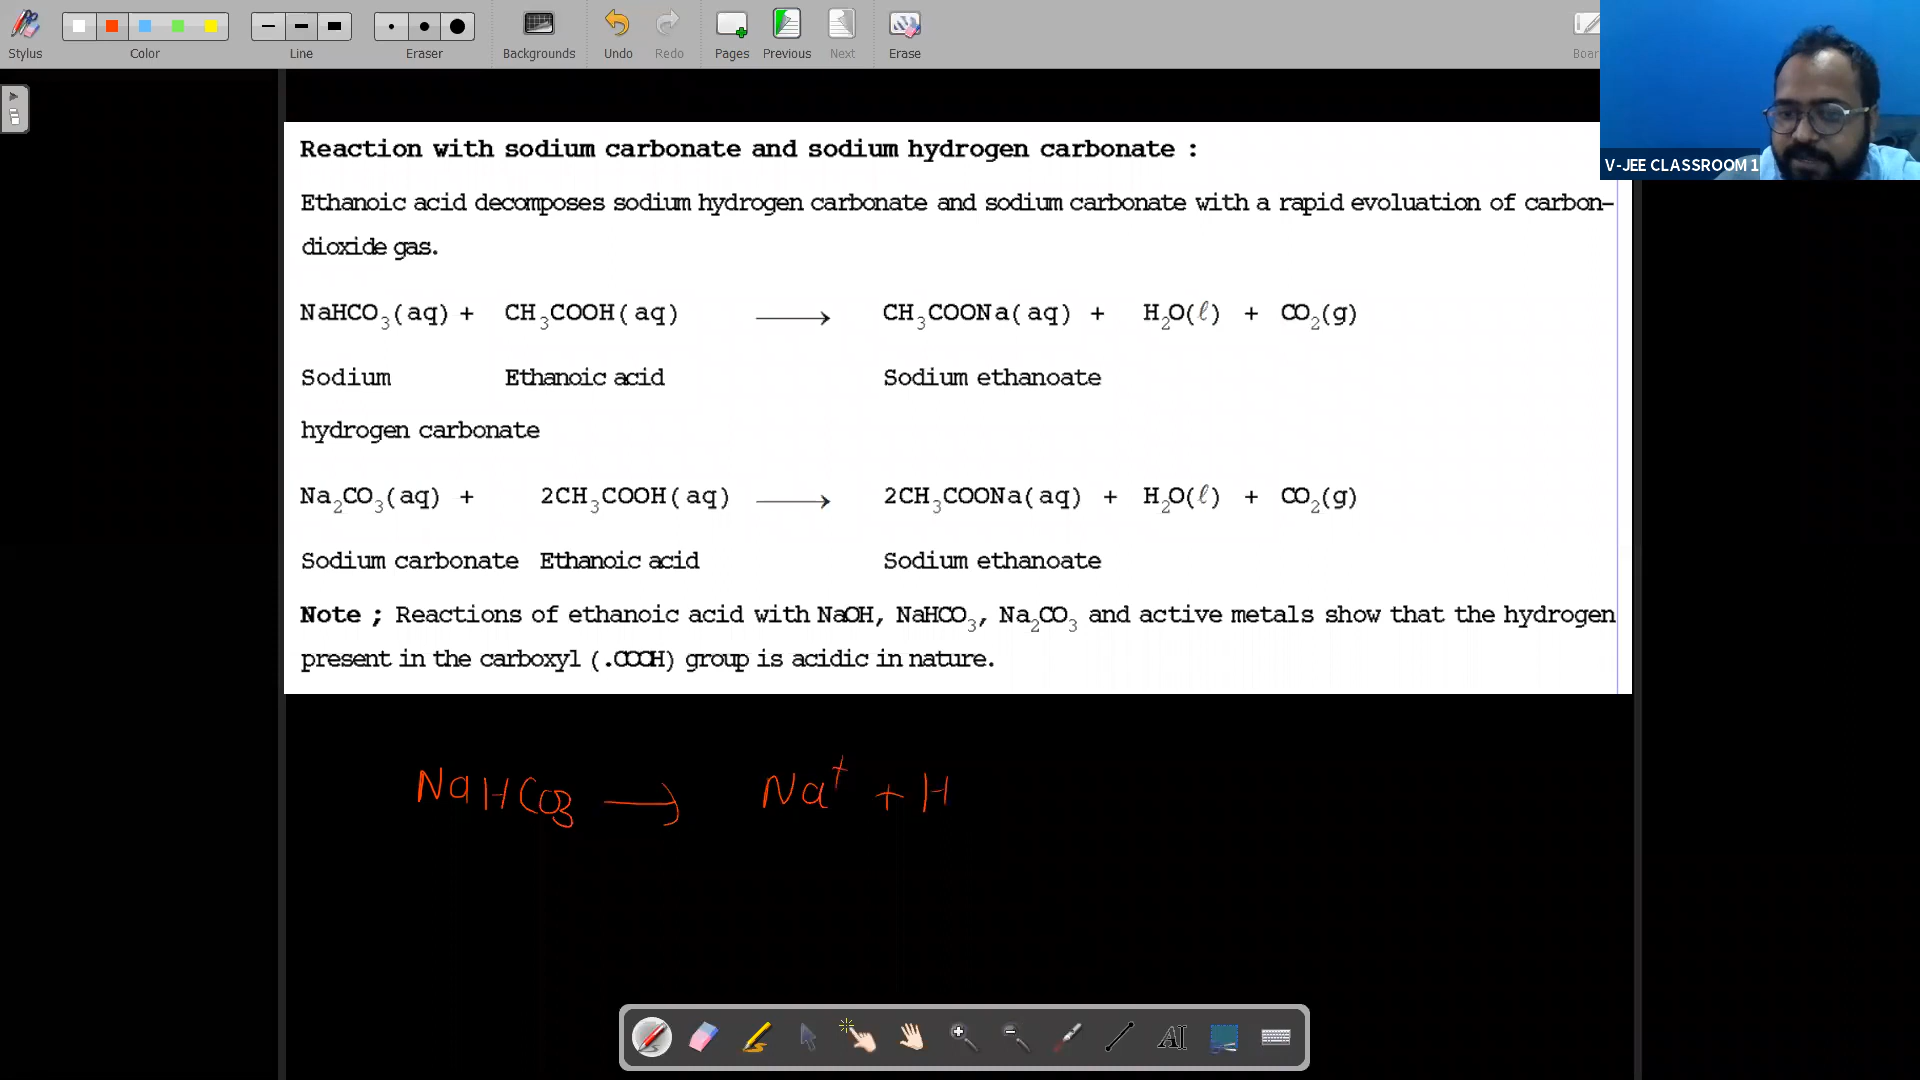 Stylus Color Line Eraser Backgrounds Undo Redo Pages Previous Next Erase
V-JEE CLASSROOM 1
Reaction with sodium carbonate and sodium hydrogen carbonate :
Ethanoic acid decomposes sodium hydrogen carbonate and sodium carbonate with a rapid evoluation of carbon-
dioxide gas.
NaHCO₃(aq) + CH₃COOH(aq) ⟶ CH₃COONa(aq) + H₂O(ℓ) + CO₂(g)
Sodium Ethanoic acid Sodium ethanoate
hydrogen carbonate
Na₂CO₃(aq) + 2CH₃COOH(aq) ⟶ 2CH₃COONa(aq) + H₂O(ℓ) + CO₂(g)
Sodium carbonate Ethanoic acid Sodium ethanoate
Note ; Reactions of ethanoic acid with NaOH, NaHCO₃, Na₂CO₃ and active metals show that the hydrogen
present in the carboxyl (.COOH) group is acidic in nature.
NaHCO3 → Na⁺ + H
AI